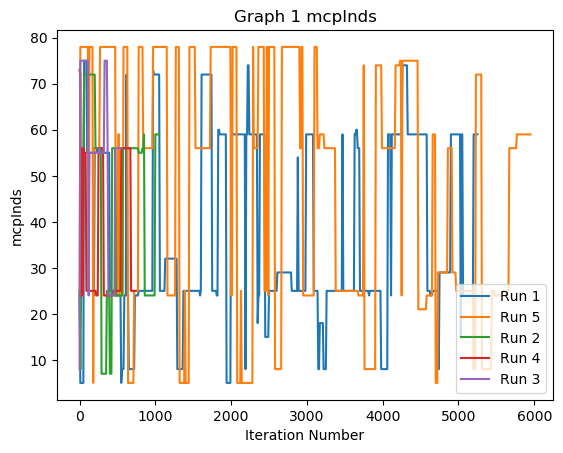 Graph 1 mcpInds
mcpInds
80
70
60
50
40
30
20
10
0
1000
2000
3000
4000
5000
6000
Iteration Number
Run 1
Run 5
Run 2
Run 4
Run 3